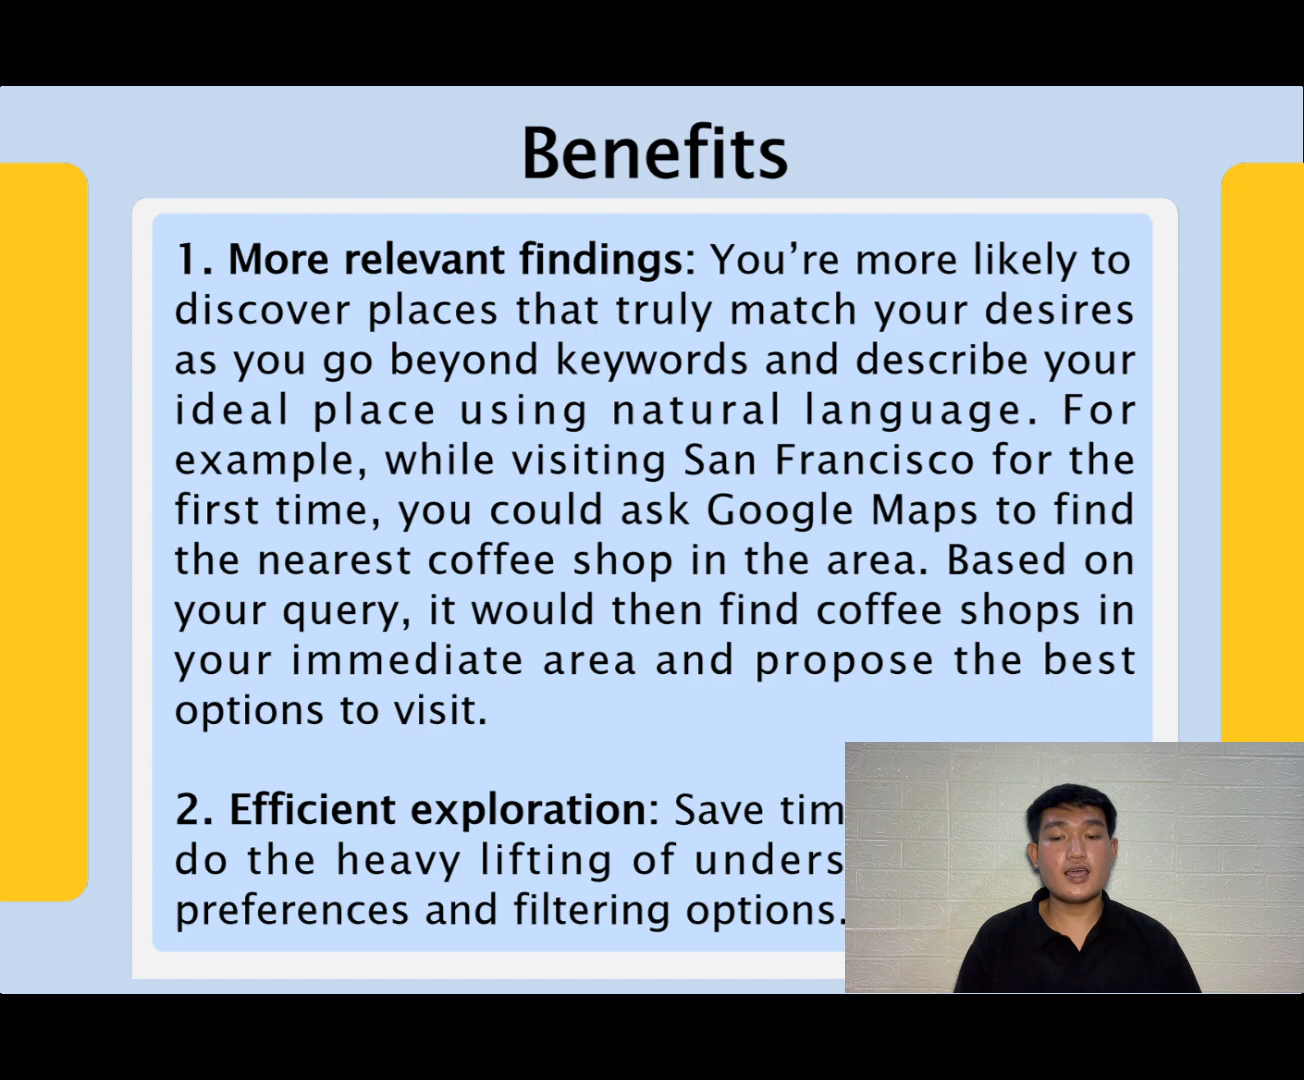 Benefits
1. More relevant findings: You’re more likely to
discover places that truly match your desires
as you go beyond keywords and describe your
ideal place using natural language. For
example, while visiting San Francisco for the
first time, you could ask Google Maps to find
the nearest coffee shop in the area. Based on
your query, it would then find coffee shops in
your immediate area and propose the best
options to visit.
2. Efficient exploration: Save
do the heavy lifting of
preferences and filtering options.